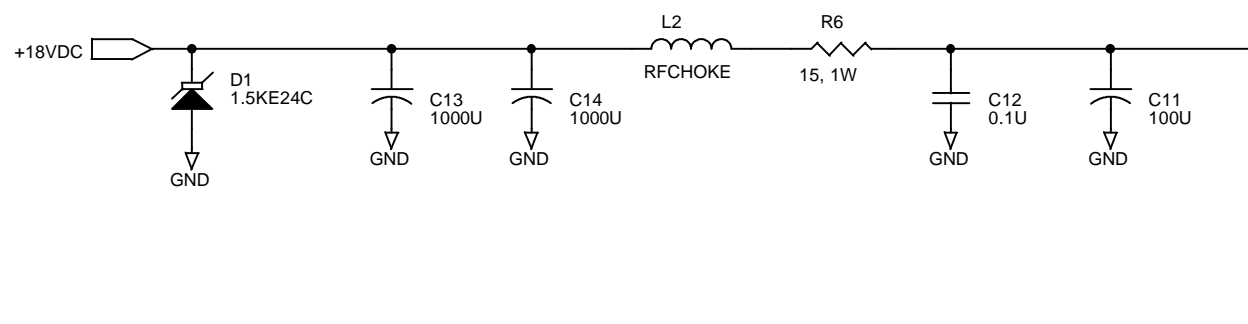 L2
R6
+18VDC
RFCHOKE
15, 1W
D1
1.5KE24C
C13
1000U
C14
1000U
C12
0.1U
C11
100U
GND
GND
GND
GND
GND